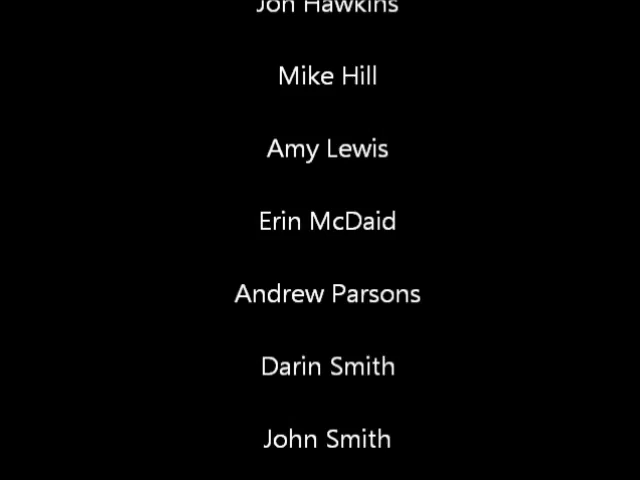 Jon Hawkins
Mike Hill
Amy Lewis
Erin McDaid
Andrew Parsons
Darin Smith
John Smith